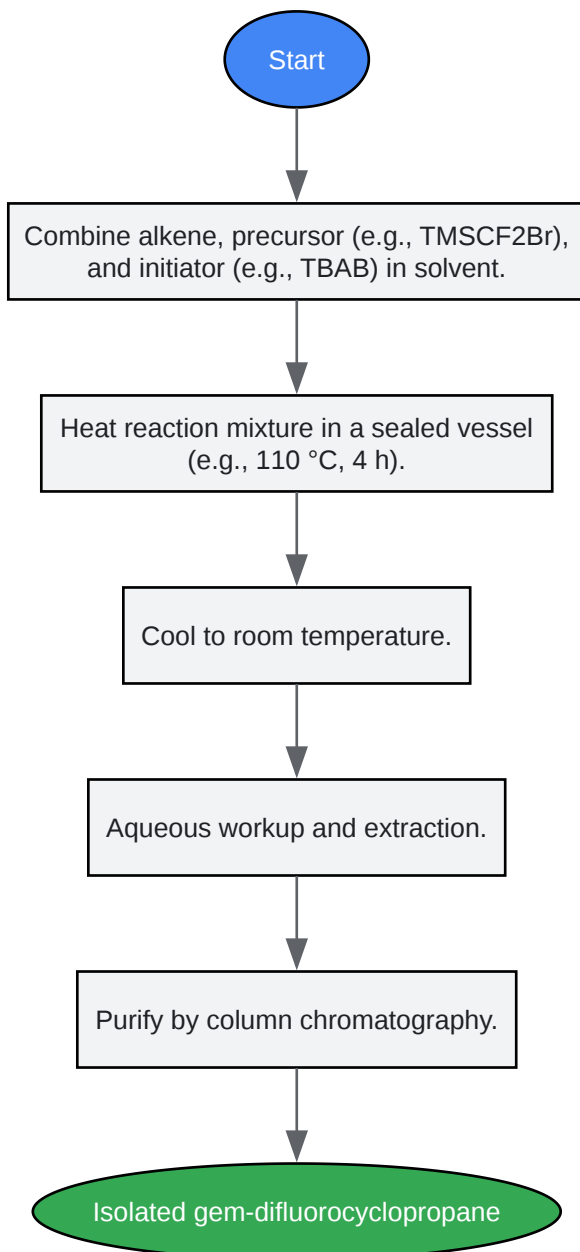 Start
Combine alkene, precursor (e.g., TMSCF2Br),
and initiator (e.g., TBAB) in solvent.
Heat reaction mixture in a sealed vessel
(e.g., 110 °C, 4 h).
Cool to room temperature.
Aqueous workup and extraction.
Purify by column chromatography.
Isolated gem-difluorocyclopropane